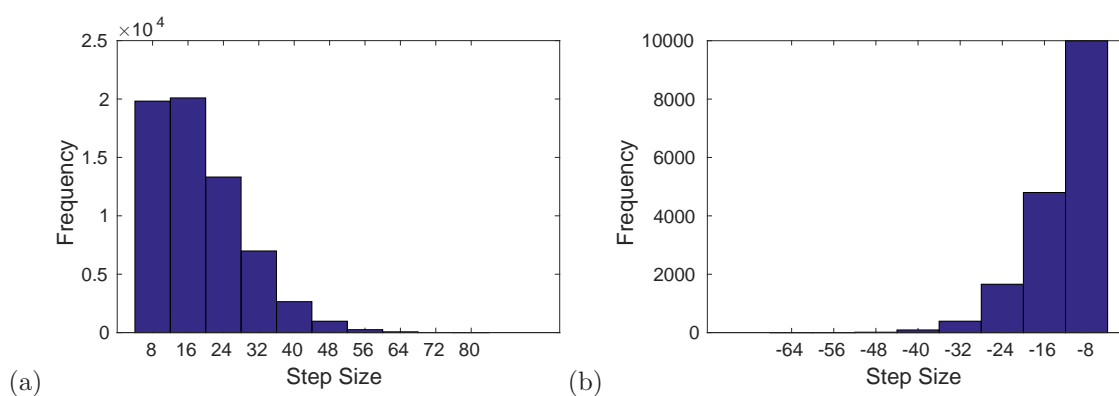 ×10⁴
2.5
2
1.5
1
0.5
0
Frequency
8 16 24 32 40 48 56 64 72 80
Step Size
(a)
10000
8000
6000
4000
2000
0
Frequency
-64 -56 -48 -40 -32 -24 -16 -8
Step Size
(b)